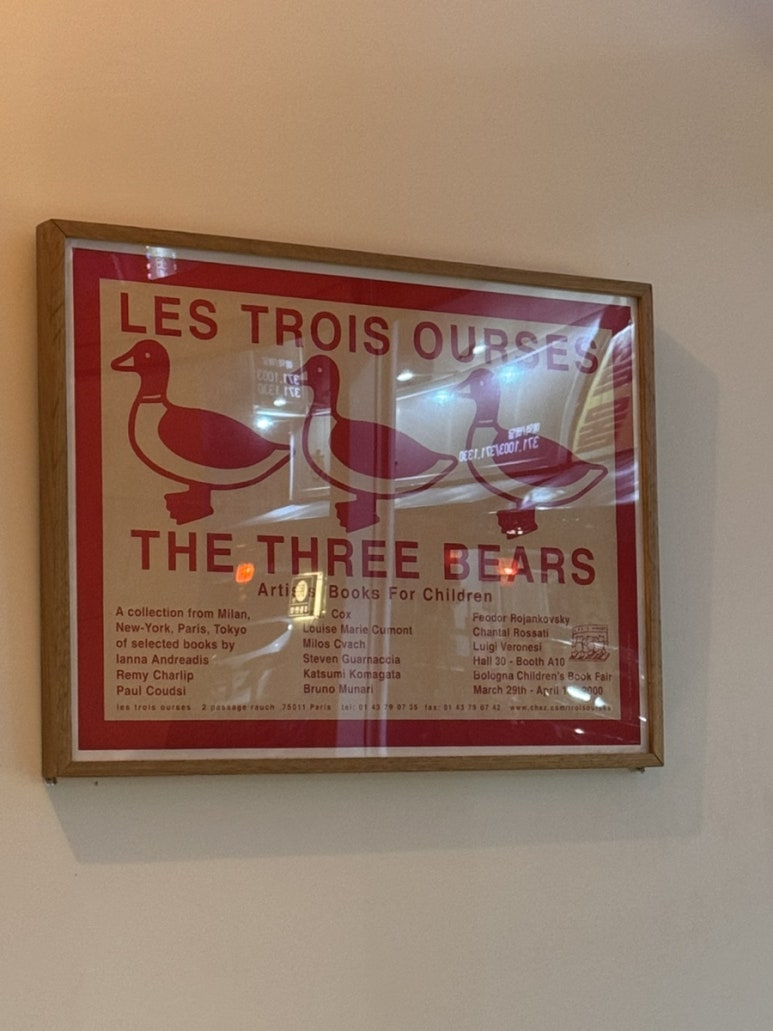 LES TROIS OURSES
THE THREE BEARS
Books For Children
A collection from Milan,
New-York, Paris, Tokyo
of selected books by
Ianna Andreadis
Remy Charlip
Paul Coudsi
Cox
Louise Marie Cumont
Milos Cvach
Steven Guarnaccia
Katsumi Komagata
Bruno Munari
Feodor Rojankovsky
Chantal Rossati
Luigi Veronesi
Hall 30 - Booth A10
Bologna Children's Book Fair
March 29th - April 2000
les trois ourses 2 passage rauch 75011 Paris tel: 01 43 79 07 35 fax: 01 43 79 07 42